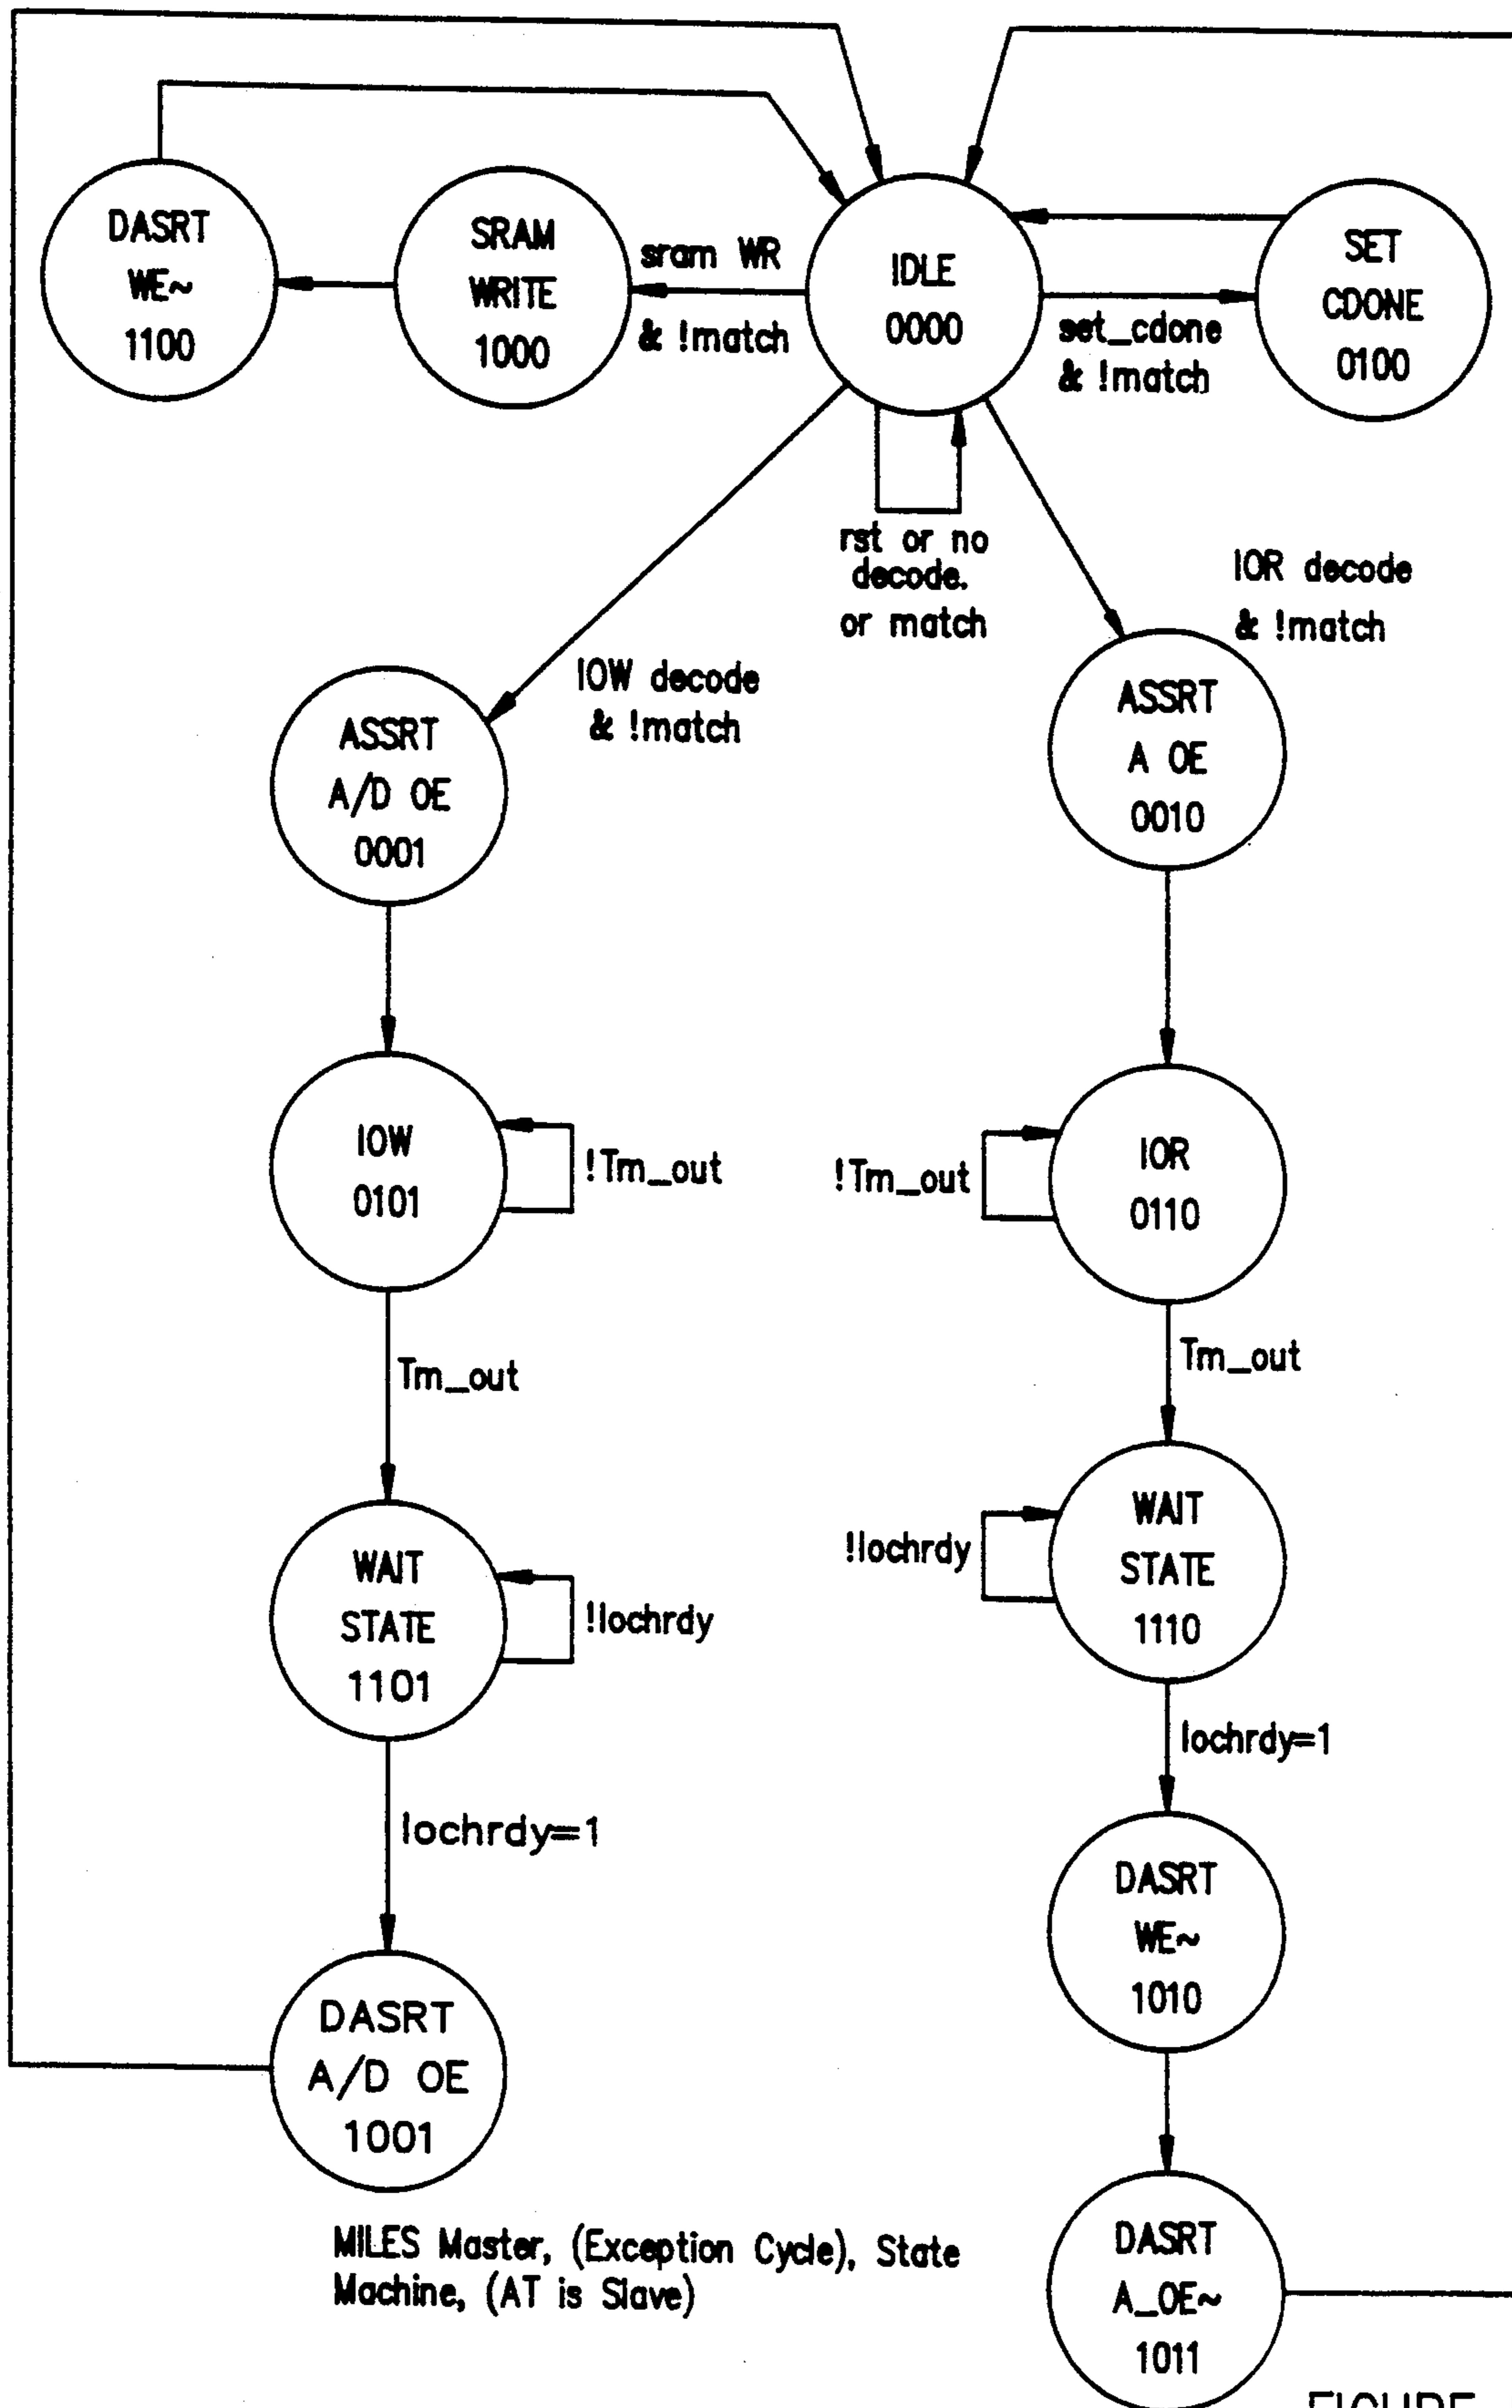 DASRT
WE~
1100
SRAM
WRITE
1000
sram WR
& !match
IDLE
0000
set_cdone
& !match
SET
CDONE
0100
rst or no
decode.
or match
IOR decode
& !match
IOW decode
& !match
ASSRT
A/D OE
0001
ASSRT
A OE
0010
IOW
0101
!Tm_out
!Tm_out
IOR
0110
Tm_out
Tm_out
WAIT
STATE
1101
!Iochrdy
!Iochrdy
WAIT
STATE
1110
Iochrdy=1
Iochrdy=1
DASRT
WE~
1010
DASRT
A/D OE
1001
DASRT
A_OE~
1011
MILES Master, (Exception Cycle), State
Machine, (AT is Slave)